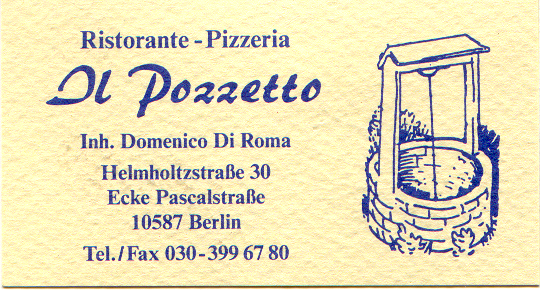 Ristorante - Pizzeria
Il Pozzetto
Inh. Domenico Di Roma
Helmholtzstraße 30
Ecke Pascalstraße
10587 Berlin
Tel./Fax 030-399 67 80